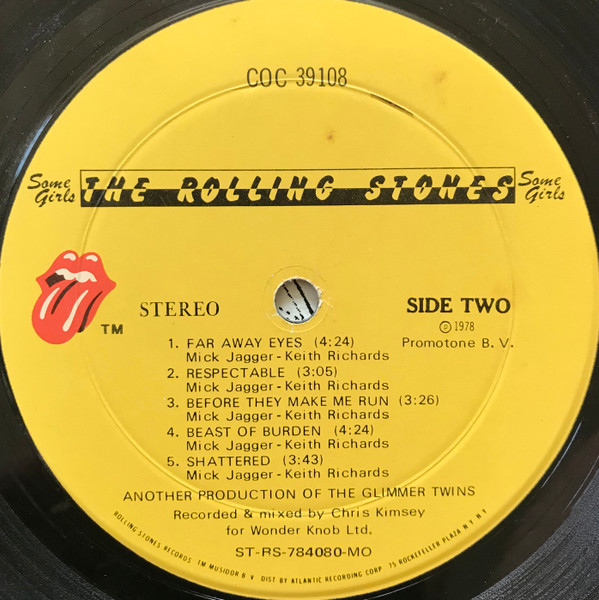 COC 39108
Some Girls
THE ROLLING STONES
Some Girls
TM
STEREO
SIDE TWO
℗ 1978
Promotone B. V.
1. FAR AWAY EYES (4:24)
Mick Jagger-Keith Richards
2. RESPECTABLE (3:05)
Mick Jagger-Keith Richards
3. BEFORE THEY MAKE ME RUN (3:26)
Mick Jagger-Keith Richards
4. BEAST OF BURDEN (4:24)
Mick Jagger-Keith Richards
5. SHATTERED (3:43)
Mick Jagger-Keith Richards
ANOTHER PRODUCTION OF THE GLIMMER TWINS
Recorded & mixed by Chris Kimsey
for Wonder Knob Ltd.
ST-RS-784080-MO
ROLLING STONES RECORDS TM MUSIDOR B V DIST BY ATLANTIC RECORDING CORP 75 ROCKEFELLER PLAZA N Y N Y